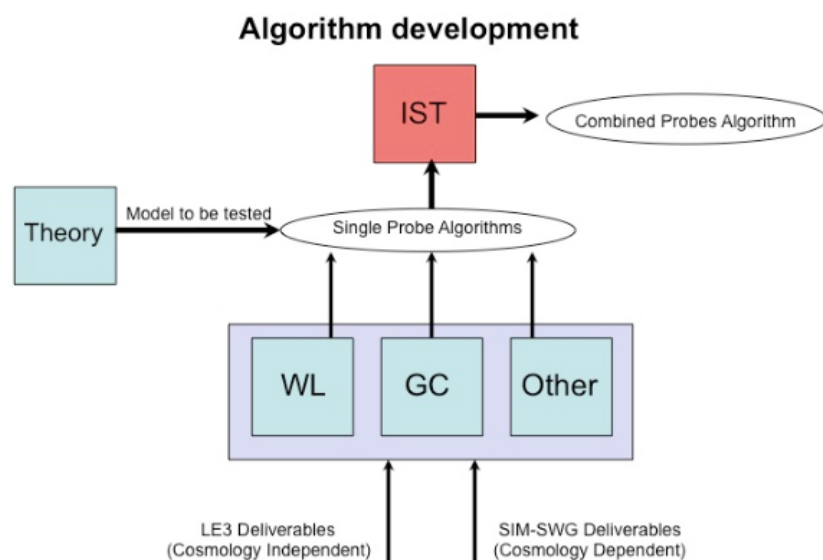 Algorithm development
IST
Combined Probes Algorithm
Theory
Model to be tested
Single Probe Algorithms
WL
GC
Other
LE3 Deliverables
(Cosmology Independent)
SIM-SWG Deliverables
(Cosmology Dependent)